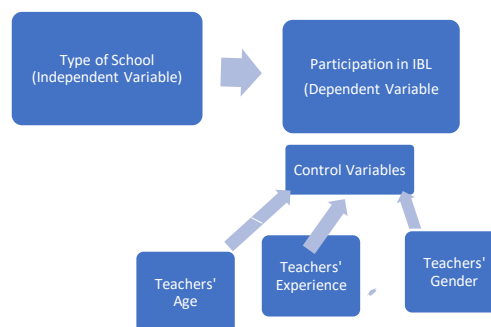 Type of School
(Independent Variable)
Participation in IBL
(Dependent Variable
Control Variables
Teachers'
Age
Teachers'
Experience
Teachers'
Gender